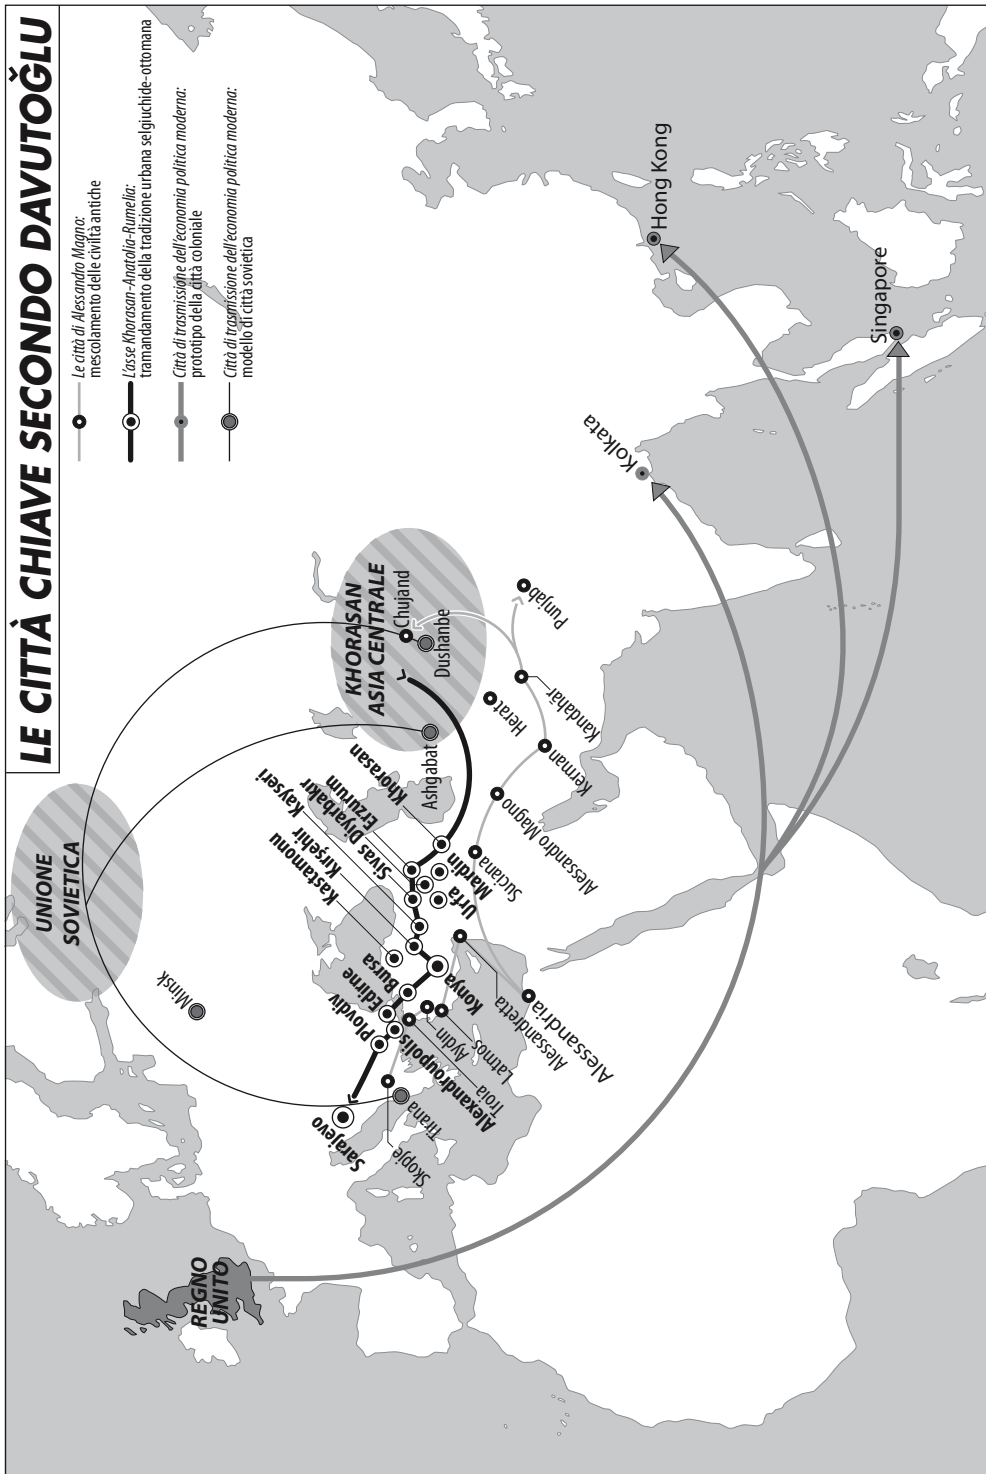 LE CITTÀ CHIAVE SECONDO DAVUTOĞLU
Le città di Alessandro Magno:
mescolamento delle civiltà antiche
L'asse Khorasan-Anatolia-Rumelia:
tramandamento della tradizione urbana selgiuchide-ottomana
Città di trasmissione dell'economia politica moderna:
prototipo della città coloniale
Città di trasmissione dell'economia politica moderna:
modello di città sovietica
UNIONE
SOVIETICA
REGNO
UNITO
KHORASAN
ASIA CENTRALE
Chujand
Dushanbe
Ashgabat
Minsk
Sarajevo
Skopje
Tirana
Plovdiv
Alexandroupolis
Edirne
Bursa
Troia
Aydin
Latmos
Konya
Kastamonu
Kırşehir
Kayseri
Sivas
Diyarbakır
Erzurum
Khorasan
Urfa
Mardin
Alessandretta
Alessandria
Suciana
Alessandro Magno
Kerman
Herat
Kandahar
Punjab
Kolkata
Hong Kong
Singapore